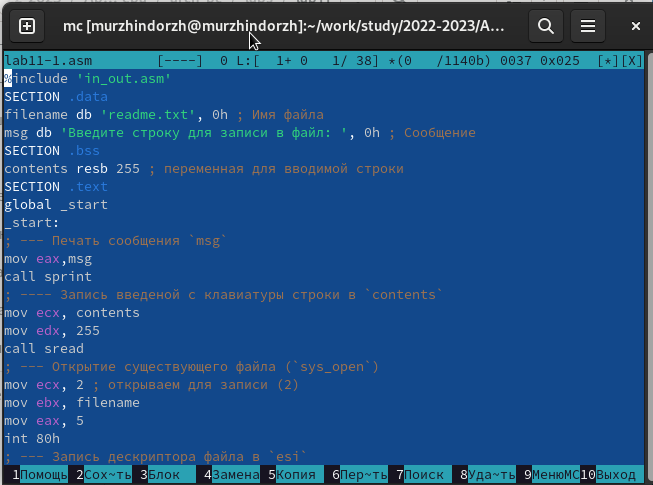 mc [murzhindorzh@murzhindorzh]:~/work/study/2022-2023/A...
lab11-1.asm [----] 0 L:[ 1+ 0 1/ 38] *(0 /1140b) 0037 0x025 [*][X]
%include 'in_out.asm'
SECTION .data
filename db 'readme.txt', 0h ; Имя файла
msg db 'Введите строку для записи в файл: ', 0h ; Сообщение
SECTION .bss
contents resb 255 ; переменная для вводимой строки
SECTION .text
global _start
_start:
; --- Печать сообщения `msg`
mov eax,msg
call sprint
; ---- Запись введеной с клавиатуры строки в `contents`
mov ecx, contents
mov edx, 255
call sread
; --- Открытие существующего файла (`sys_open`)
mov ecx, 2 ; открываем для записи (2)
mov ebx, filename
mov eax, 5
int 80h
; --- Запись дескриптора файла в `esi`
1Помощь 2Сох~ть 3Блок 4Замена 5Копия 6Пер~ть 7Поиск 8Уда~ть 9МенюMC 10Выход